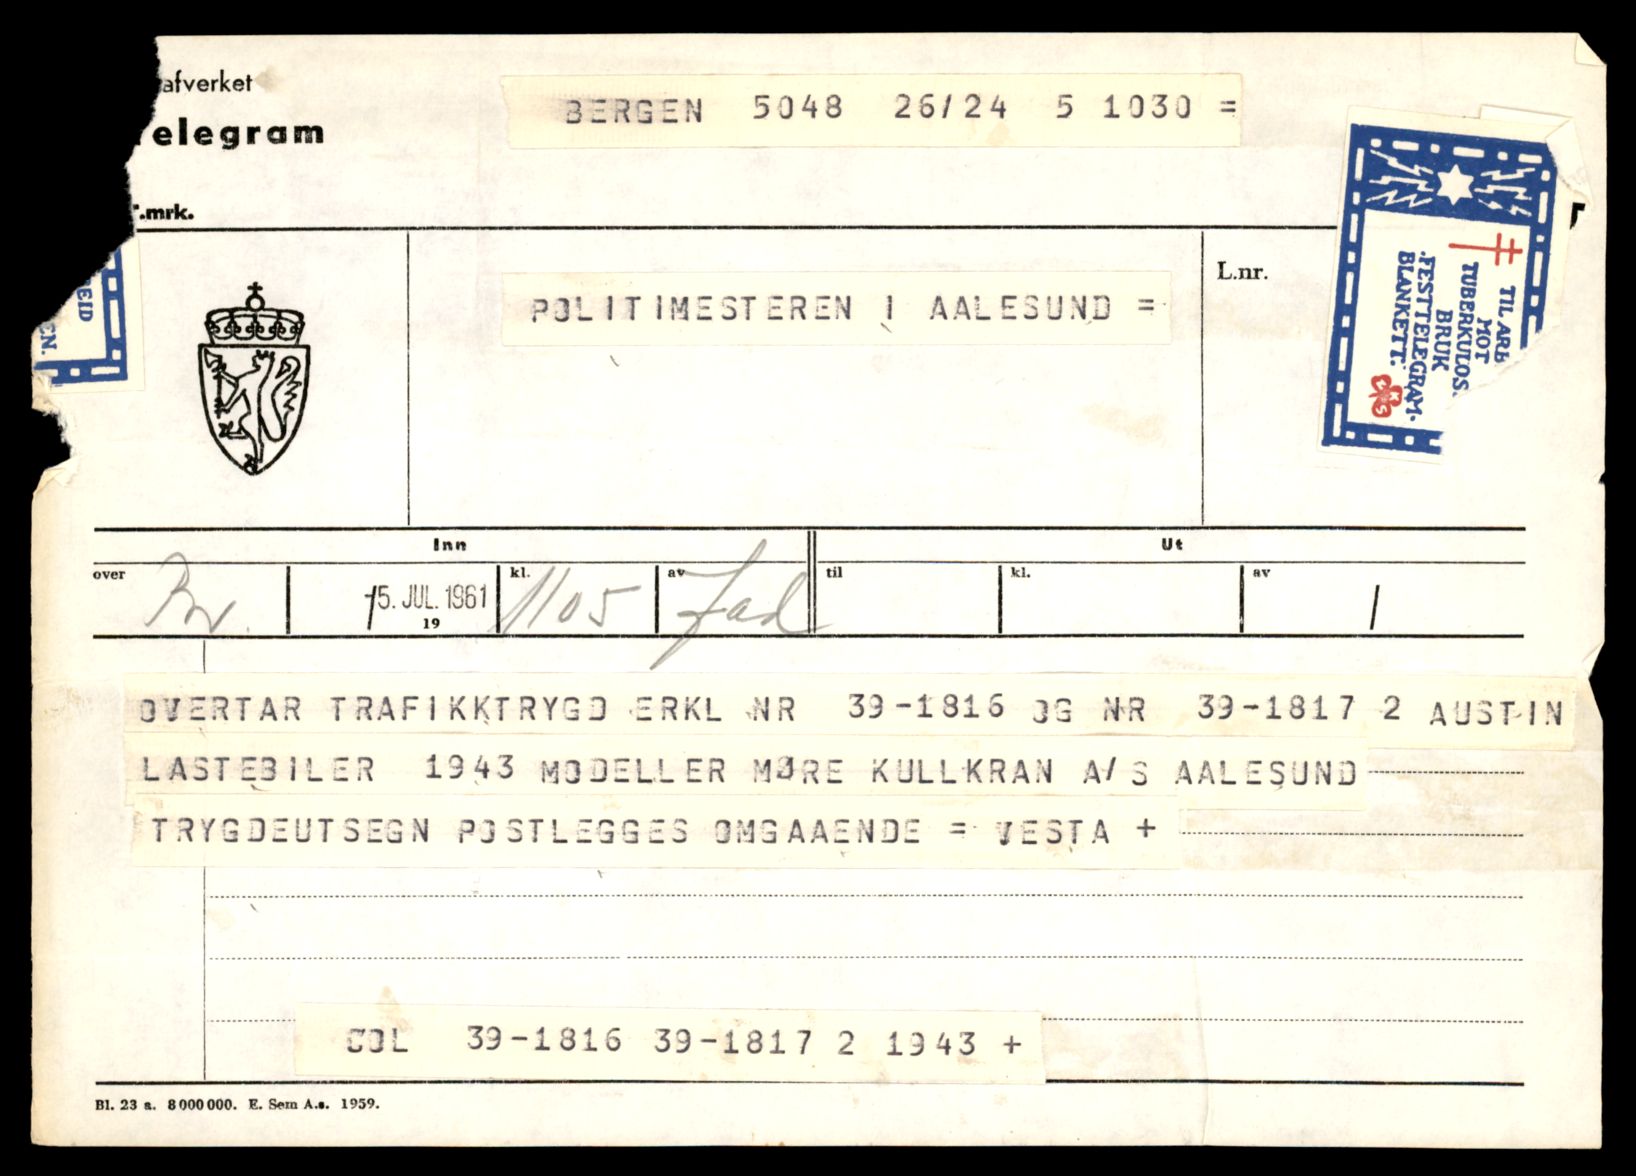 afverket
elegram
.mrk.
BERGEN 5048 26/24 5 1030 =
POLITIMESTEREN I AALESUND =
L.nr.
EID
EN.
TIL ARB
MOT
TUBERKULOS.
BRUK
FESTTELEGRAM-
BLANKETT.
Inn
Ut
over
5. JUL. 1961
19
kl.
1105
av
til
kl.
av
OVERTAR TRAFIKKTRYGD ERKL NR 39-1816 OG NR 39-1817 2 AUSTIN
LASTEBILER 1943 MODELLER MØRE KULLKRAN A/S AALESUND
TRYGDEUTSEGN POSTLEGGES OMGAAENDE = VESTA +
COL 39-1816 39-1817 2 1943 +
Bl. 23 a. 8000000. E. Sem A.s. 1959.